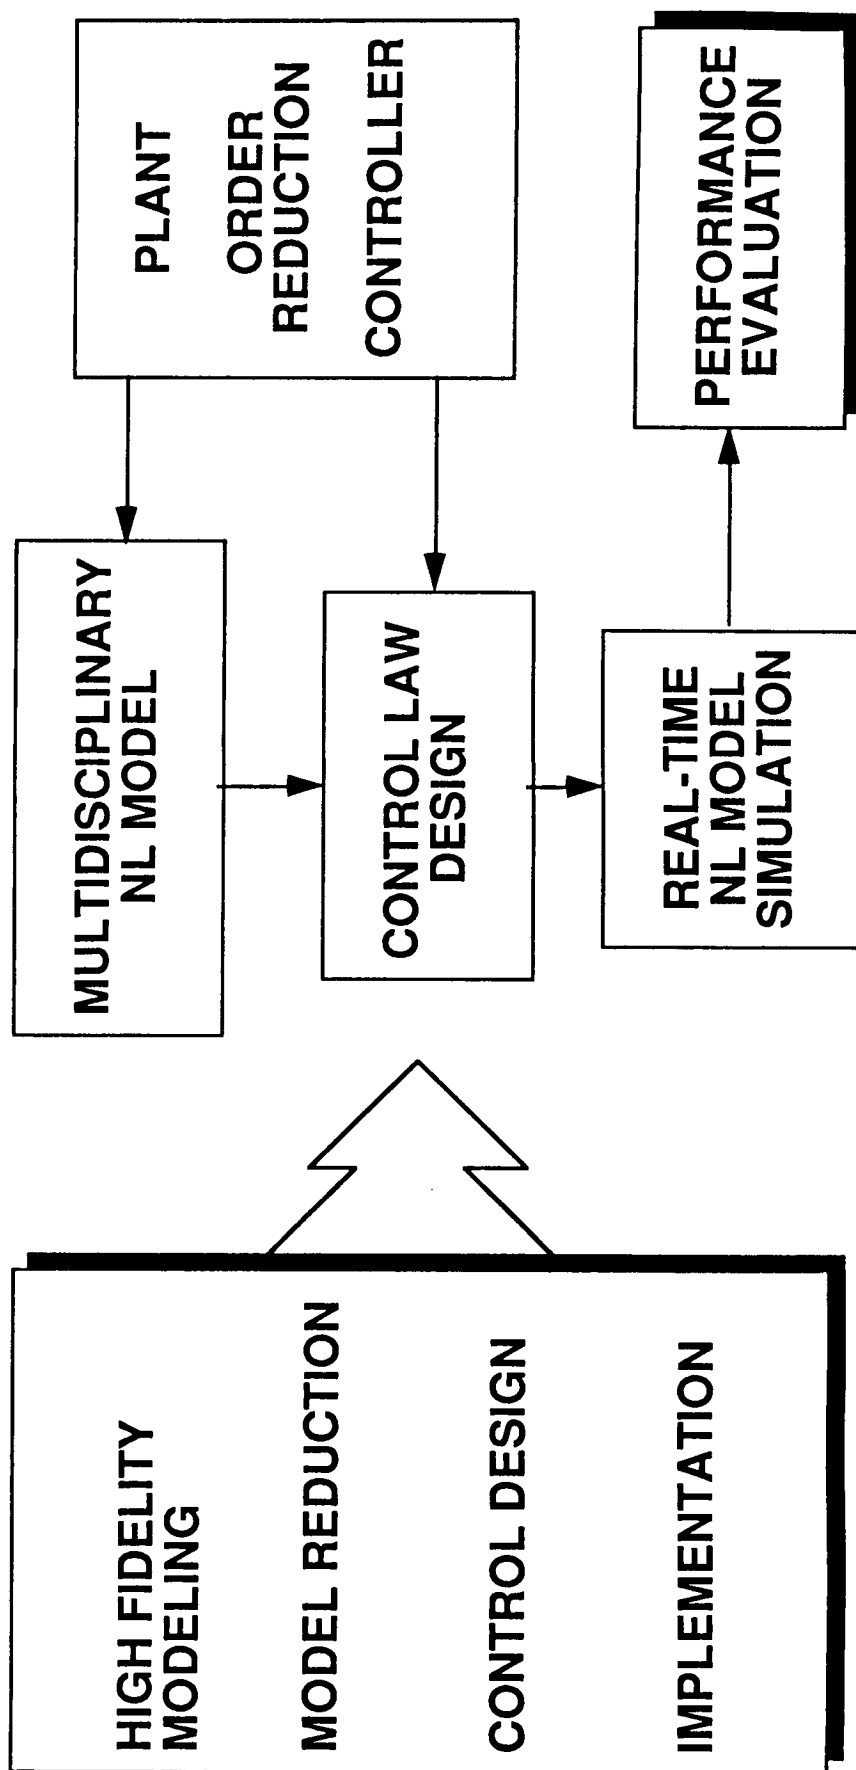 HIGH FIDELITY
MODELING
MODEL REDUCTION
CONTROL DESIGN
IMPLEMENTATION
MULTIDISCIPLINARY
NL MODEL
CONTROL LAW
DESIGN
REAL-TIME
NL MODEL
SIMULATION
PLANT
ORDER
REDUCTION
CONTROLLER
PERFORMANCE
EVALUATION